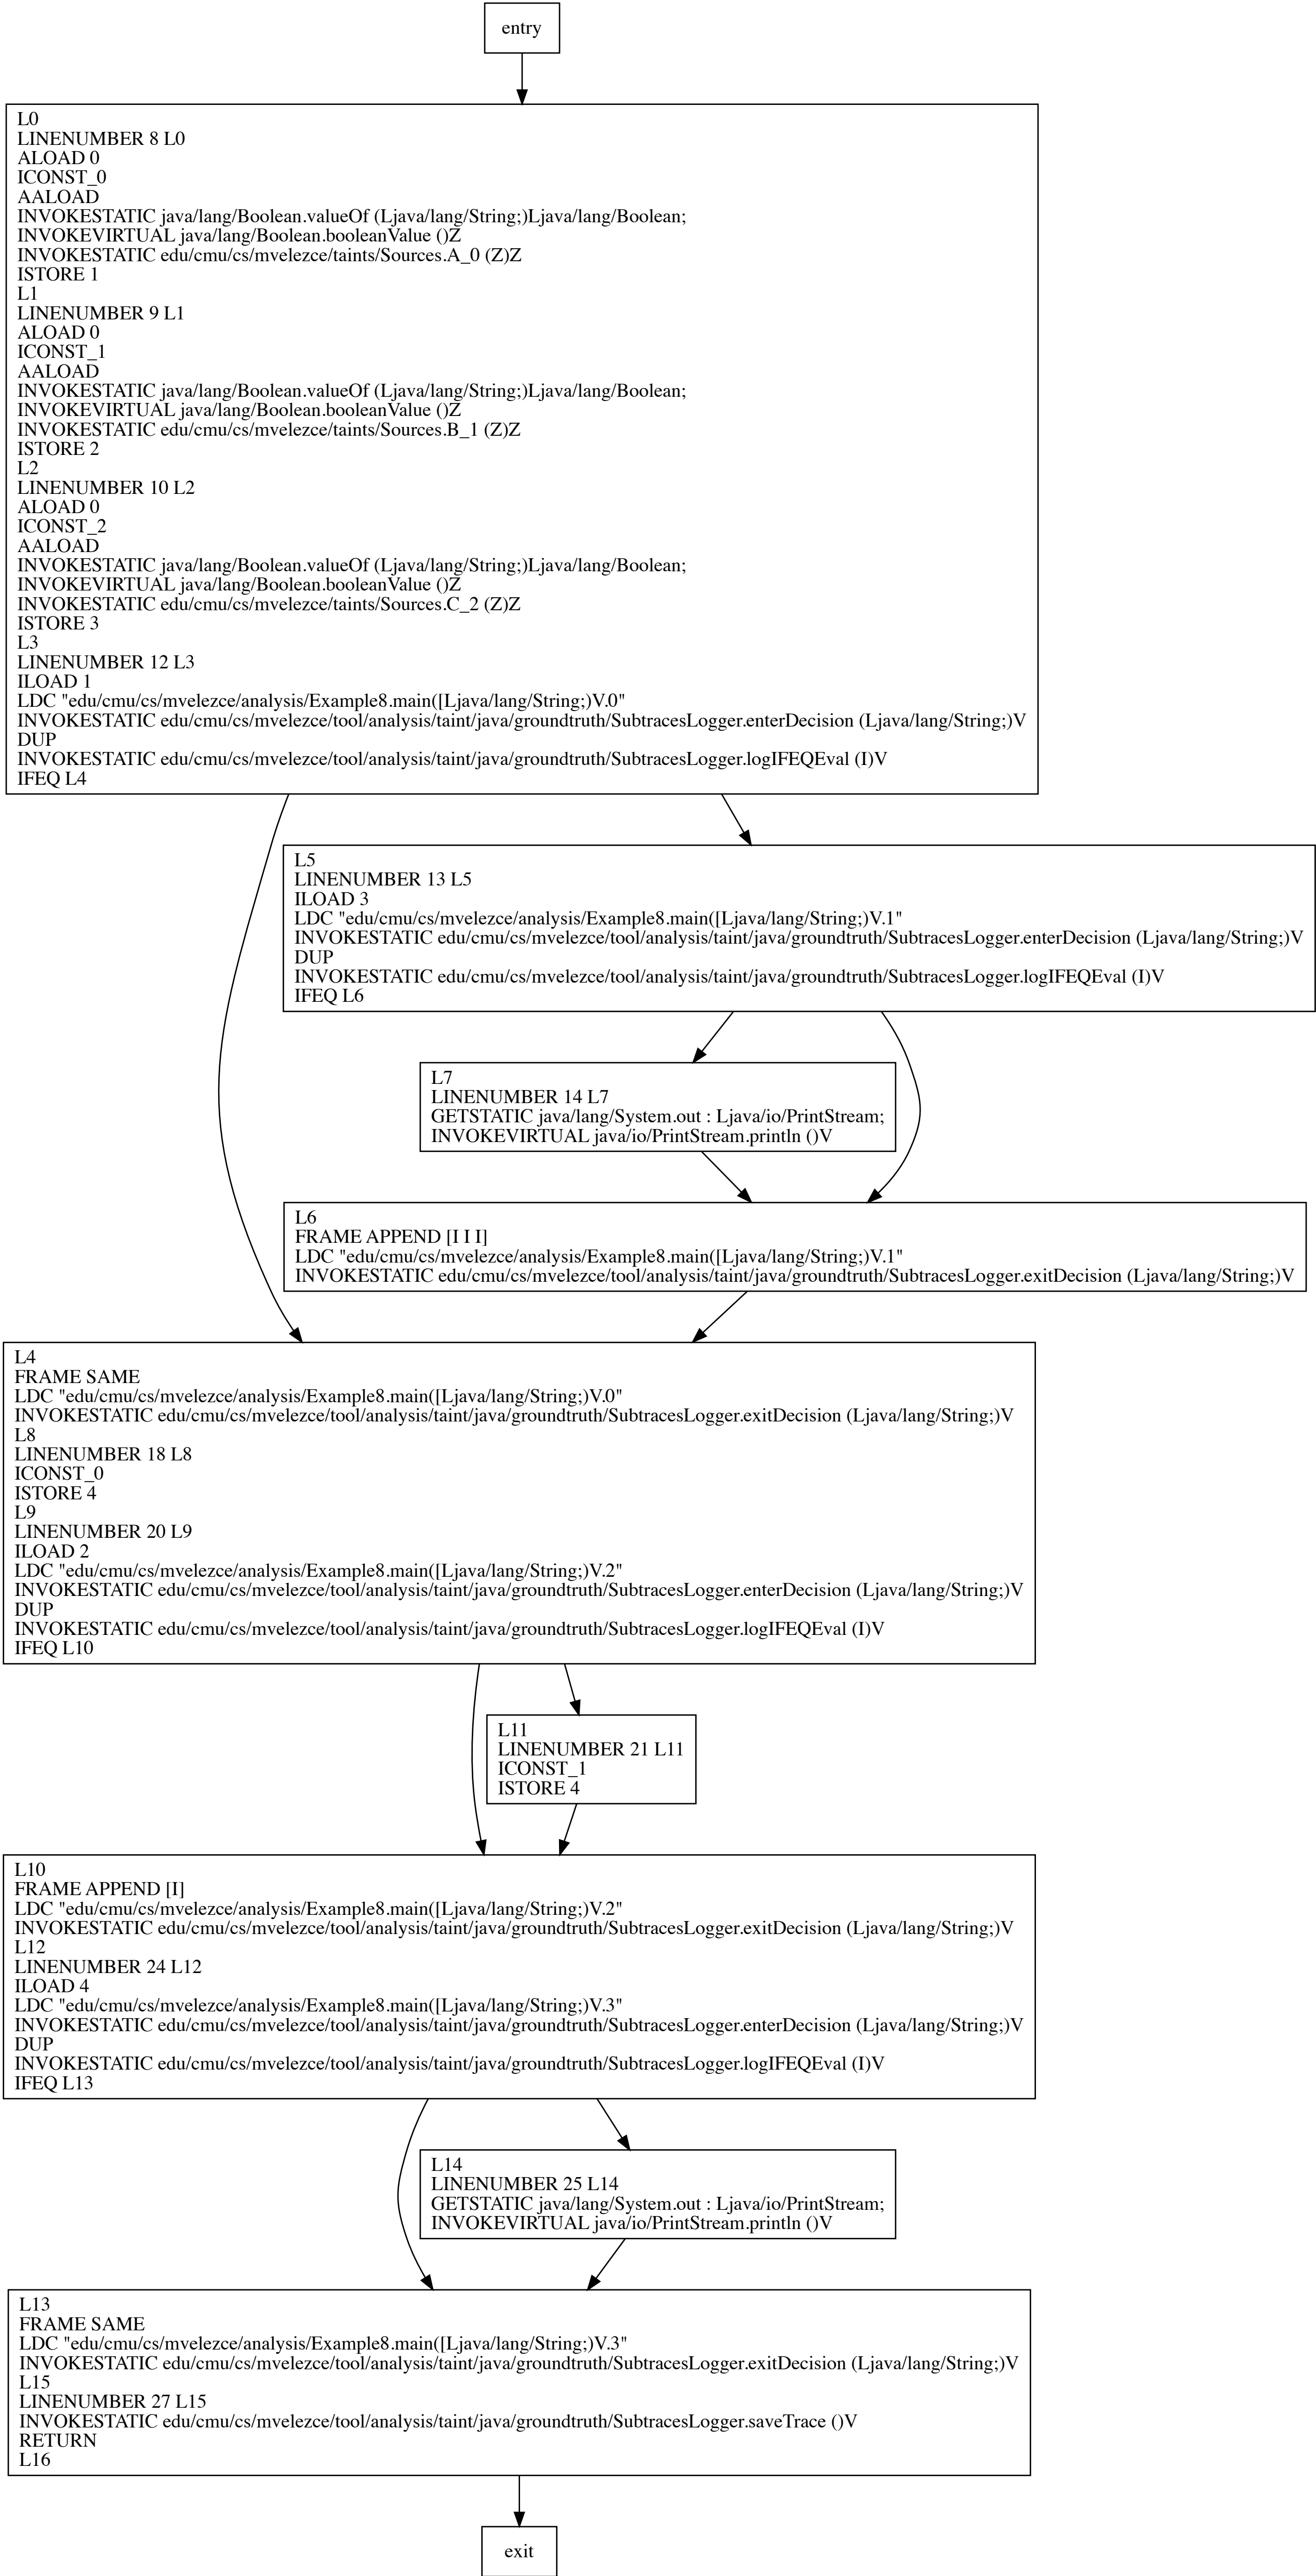 entry
L0
LINENUMBER 8 L0
ALOAD 0
ICONST_0
AALOAD
INVOKESTATIC java/lang/Boolean.valueOf (Ljava/lang/String;)Ljava/lang/Boolean;
INVOKEVIRTUAL java/lang/Boolean.booleanValue ()Z
INVOKESTATIC edu/cmu/cs/mvelezce/taints/Sources.A_0 (Z)Z
ISTORE 1
L1
LINENUMBER 9 L1
ALOAD 0
ICONST_1
AALOAD
INVOKESTATIC java/lang/Boolean.valueOf (Ljava/lang/String;)Ljava/lang/Boolean;
INVOKEVIRTUAL java/lang/Boolean.booleanValue ()Z
INVOKESTATIC edu/cmu/cs/mvelezce/taints/Sources.B_1 (Z)Z
ISTORE 2
L2
LINENUMBER 10 L2
ALOAD 0
ICONST_2
AALOAD
INVOKESTATIC java/lang/Boolean.valueOf (Ljava/lang/String;)Ljava/lang/Boolean;
INVOKEVIRTUAL java/lang/Boolean.booleanValue ()Z
INVOKESTATIC edu/cmu/cs/mvelezce/taints/Sources.C_2 (Z)Z
ISTORE 3
L3
LINENUMBER 12 L3
ILOAD 1
LDC "edu/cmu/cs/mvelezce/analysis/Example8.main([Ljava/lang/String;)V.0"
INVOKESTATIC edu/cmu/cs/mvelezce/tool/analysis/taint/java/groundtruth/SubtracesLogger.enterDecision (Ljava/lang/String;)V
DUP
INVOKESTATIC edu/cmu/cs/mvelezce/tool/analysis/taint/java/groundtruth/SubtracesLogger.logIFEQEval (I)V
IFEQ L4
L5
LINENUMBER 13 L5
ILOAD 3
LDC "edu/cmu/cs/mvelezce/analysis/Example8.main([Ljava/lang/String;)V.1"
INVOKESTATIC edu/cmu/cs/mvelezce/tool/analysis/taint/java/groundtruth/SubtracesLogger.enterDecision (Ljava/lang/String;)V
DUP
INVOKESTATIC edu/cmu/cs/mvelezce/tool/analysis/taint/java/groundtruth/SubtracesLogger.logIFEQEval (I)V
IFEQ L6
L7
LINENUMBER 14 L7
GETSTATIC java/lang/System.out : Ljava/io/PrintStream;
INVOKEVIRTUAL java/io/PrintStream.println ()V
L6
FRAME APPEND [I I I]
LDC "edu/cmu/cs/mvelezce/analysis/Example8.main([Ljava/lang/String;)V.1"
INVOKESTATIC edu/cmu/cs/mvelezce/tool/analysis/taint/java/groundtruth/SubtracesLogger.exitDecision (Ljava/lang/String;)V
L4
FRAME SAME
LDC "edu/cmu/cs/mvelezce/analysis/Example8.main([Ljava/lang/String;)V.0"
INVOKESTATIC edu/cmu/cs/mvelezce/tool/analysis/taint/java/groundtruth/SubtracesLogger.exitDecision (Ljava/lang/String;)V
L8
LINENUMBER 18 L8
ICONST_0
ISTORE 4
L9
LINENUMBER 20 L9
ILOAD 2
LDC "edu/cmu/cs/mvelezce/analysis/Example8.main([Ljava/lang/String;)V.2"
INVOKESTATIC edu/cmu/cs/mvelezce/tool/analysis/taint/java/groundtruth/SubtracesLogger.enterDecision (Ljava/lang/String;)V
DUP
INVOKESTATIC edu/cmu/cs/mvelezce/tool/analysis/taint/java/groundtruth/SubtracesLogger.logIFEQEval (I)V
IFEQ L10
L11
LINENUMBER 21 L11
ICONST_1
ISTORE 4
L10
FRAME APPEND [I]
LDC "edu/cmu/cs/mvelezce/analysis/Example8.main([Ljava/lang/String;)V.2"
INVOKESTATIC edu/cmu/cs/mvelezce/tool/analysis/taint/java/groundtruth/SubtracesLogger.exitDecision (Ljava/lang/String;)V
L12
LINENUMBER 24 L12
ILOAD 4
LDC "edu/cmu/cs/mvelezce/analysis/Example8.main([Ljava/lang/String;)V.3"
INVOKESTATIC edu/cmu/cs/mvelezce/tool/analysis/taint/java/groundtruth/SubtracesLogger.enterDecision (Ljava/lang/String;)V
DUP
INVOKESTATIC edu/cmu/cs/mvelezce/tool/analysis/taint/java/groundtruth/SubtracesLogger.logIFEQEval (I)V
IFEQ L13
L14
LINENUMBER 25 L14
GETSTATIC java/lang/System.out : Ljava/io/PrintStream;
INVOKEVIRTUAL java/io/PrintStream.println ()V
L13
FRAME SAME
LDC "edu/cmu/cs/mvelezce/analysis/Example8.main([Ljava/lang/String;)V.3"
INVOKESTATIC edu/cmu/cs/mvelezce/tool/analysis/taint/java/groundtruth/SubtracesLogger.exitDecision (Ljava/lang/String;)V
L15
LINENUMBER 27 L15
INVOKESTATIC edu/cmu/cs/mvelezce/tool/analysis/taint/java/groundtruth/SubtracesLogger.saveTrace ()V
RETURN
L16
exit